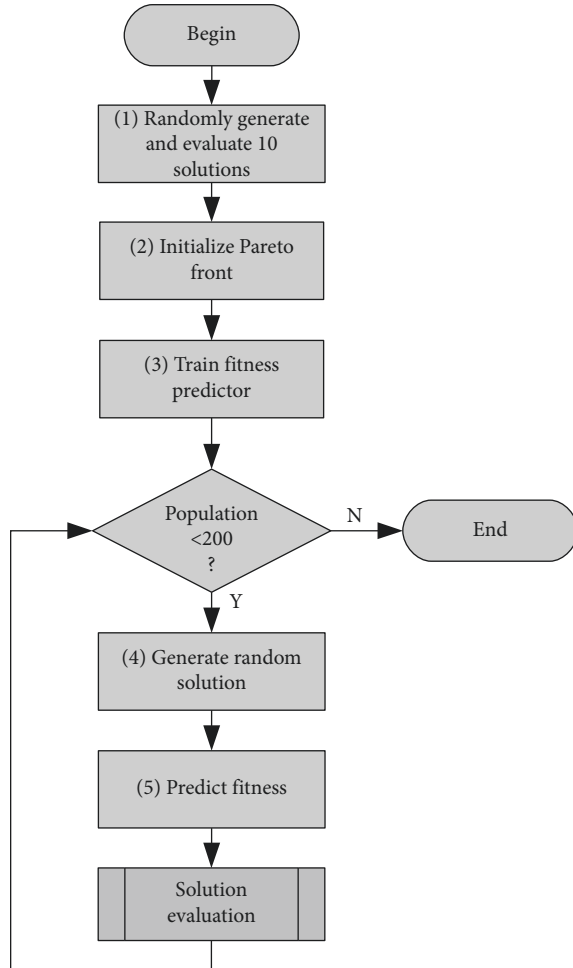 Begin
(1) Randomly generate
and evaluate 10
solutions
(2) Initialize Pareto
front
(3) Train fitness
predictor
Population
<200
?
N
End
Y
(4) Generate random
solution
(5) Predict fitness
Solution
evaluation